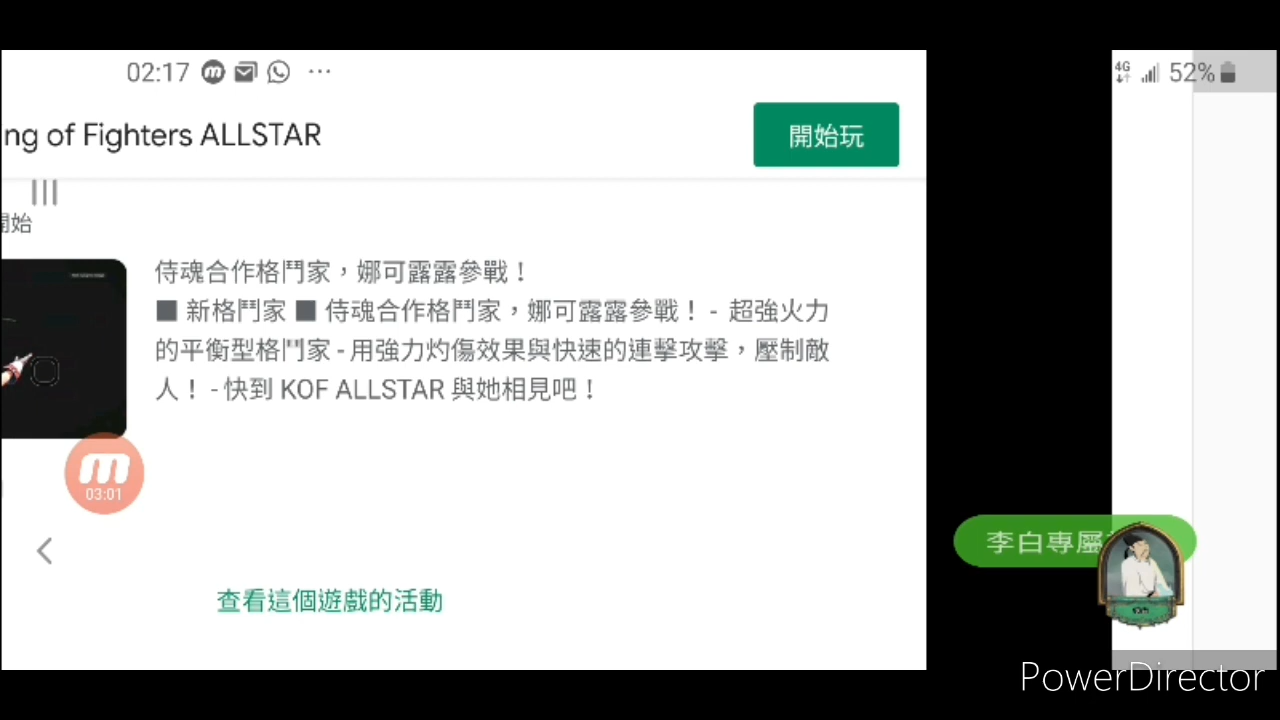 02:17
4G
52%
ng of Fighters ALLSTAR
開始玩
開始
侍魂合作格鬥家，娜可露露參戰！
■ 新格鬥家 ■ 侍魂合作格鬥家，娜可露露參戰！ - 超強火力
的平衡型格鬥家 - 用強力灼傷效果與快速的連擊攻擊，壓制敵
人！ - 快到 KOF ALLSTAR 與她相見吧！
m
03:01
李白專屬
查看這個遊戲的活動
PowerDirector